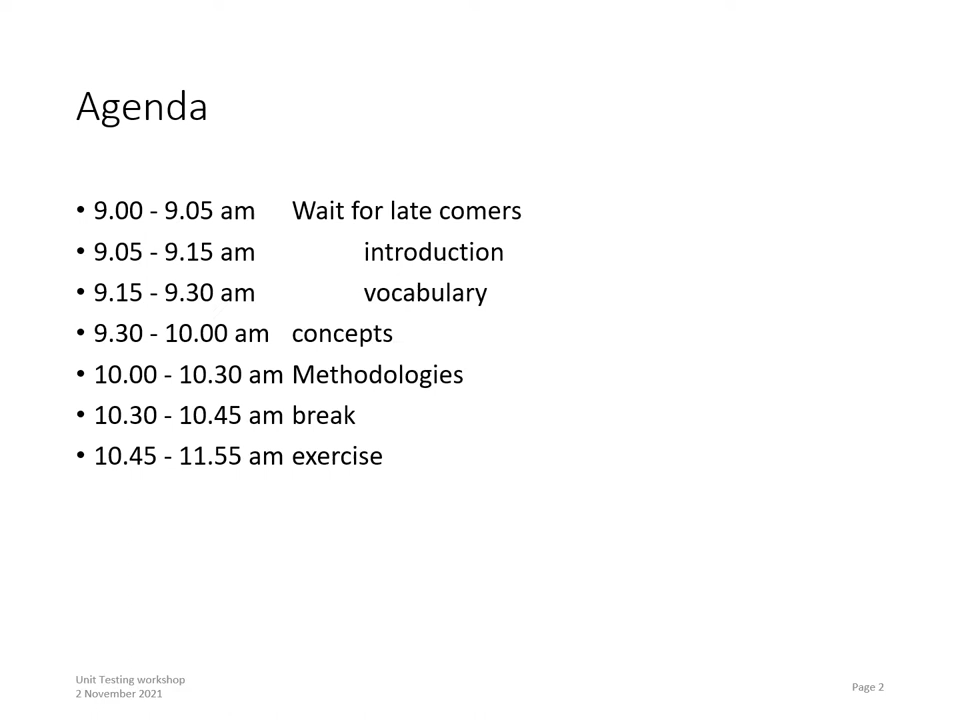 Agenda
• 9.00 - 9.05 am Wait for late comers
• 9.05 - 9.15 am introduction
• 9.15 - 9.30 am vocabulary
• 9.30 - 10.00 am concepts
• 10.00 - 10.30 am Methodologies
• 10.30 - 10.45 am break
• 10.45 - 11.55 am exercise
Unit Testing workshop
2 November 2021
Page 2